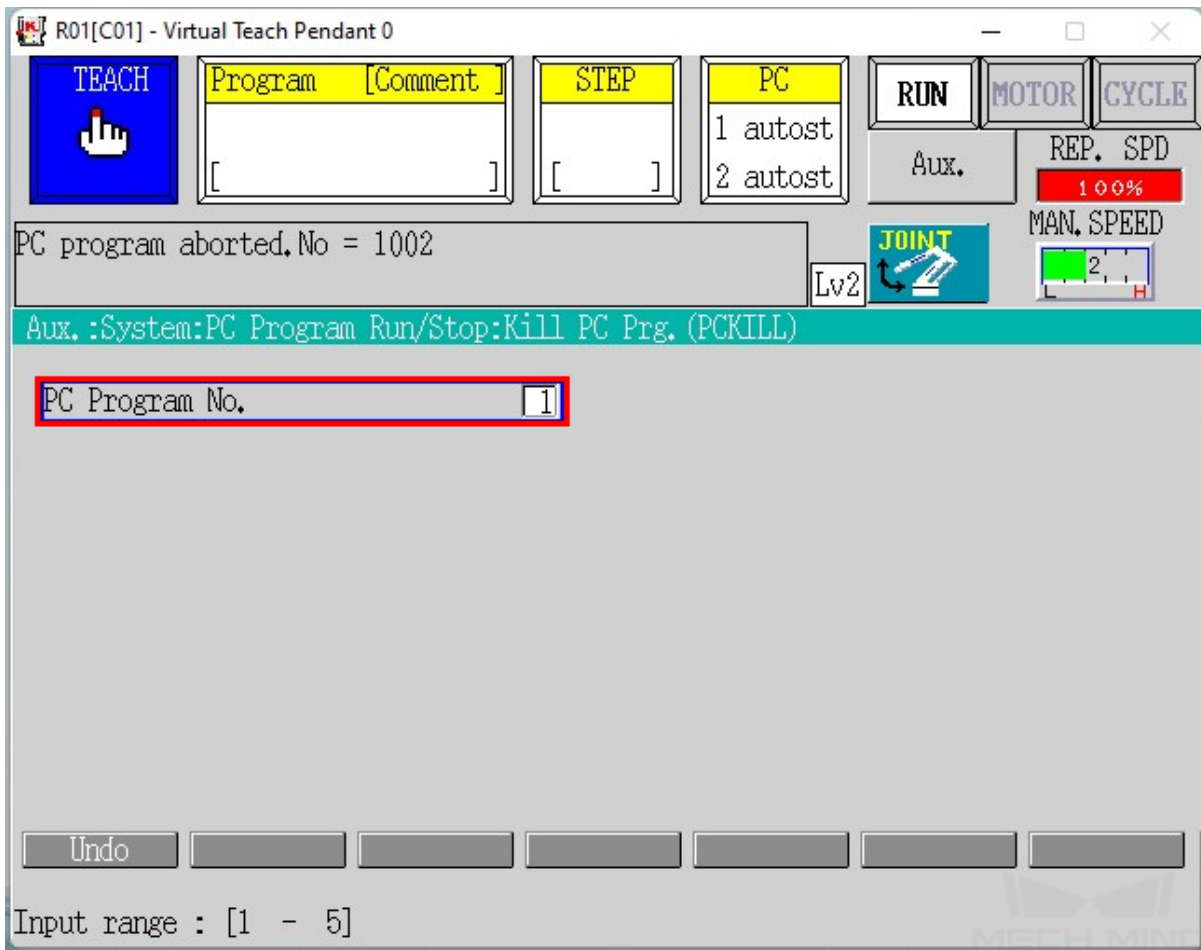 R01[C01] - Virtual Teach Pendant 0
TEACH
Program [Comment ]
[ ]
STEP
[ ]
PC
1 autost
2 autost
RUN
MOTOR
CYCLE
Aux.
REP. SPD
100%
PC program aborted.No = 1002
Lv2
JOINT
MAN.SPEED
2
L H
Aux.:System:PC Program Run/Stop:Kill PC Prg.(PCKILL)
PC Program No. 1
Undo
Input range : [1 - 5]
MECH MIND